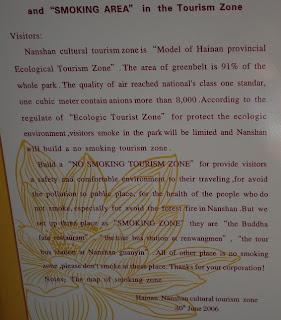 and “SMOKING AREA” in the Tourism Zone
Visitors:
Nanshan cultural tourism zone is “Model of Hainan provincial
Ecological Tourism Zone”. The area of greenbelt is 91% of the
whole park. The quality of air reached national's class one standar,
one cubic meter contain anions more than 8,000. According to the
regulate of “Ecologic Tourist Zone” for protect the ecologic
environment, visitors smoke in the park will be limited and Nanshan
will build a no smoking tourism zone.
Build a “NO SMOKING TOURISM ZONE” for provide visitors
a safety and comfortable environment to their traveling, for avoid
the pollution to public place, for the health of the people who do
not smoke, especially for avoid the forest fire in Nanshan. But we
set up three place as “SMOKING ZONE” they are “the Buddha
fate restaurant” “the tour bus station at renwangmen”, “the tour
bus station at Nanshan guanyin”. All of other place is no smoking
zone, please don't smoke at these place. Thanks for your corporation!
Notes: The map of smoking zone
Hainan Nanshan cultural tourism zone
30th June 2006